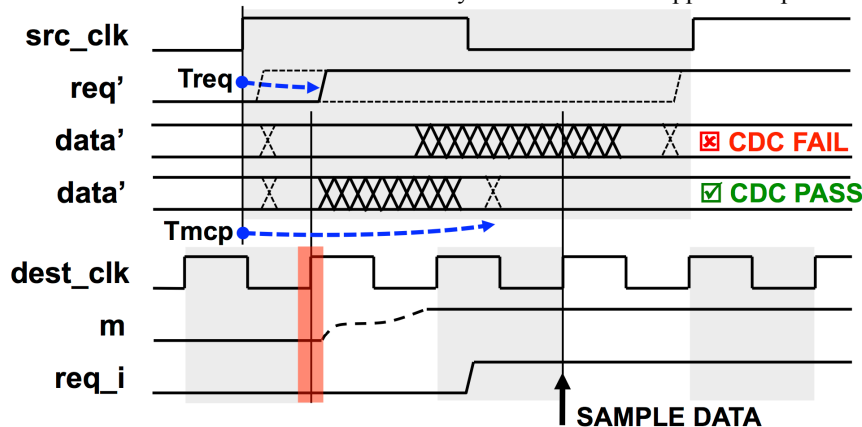 src_clk
req’
Treq
data’
CDC FAIL
data’
CDC PASS
Tmcp
dest_clk
m
req_i
SAMPLE DATA